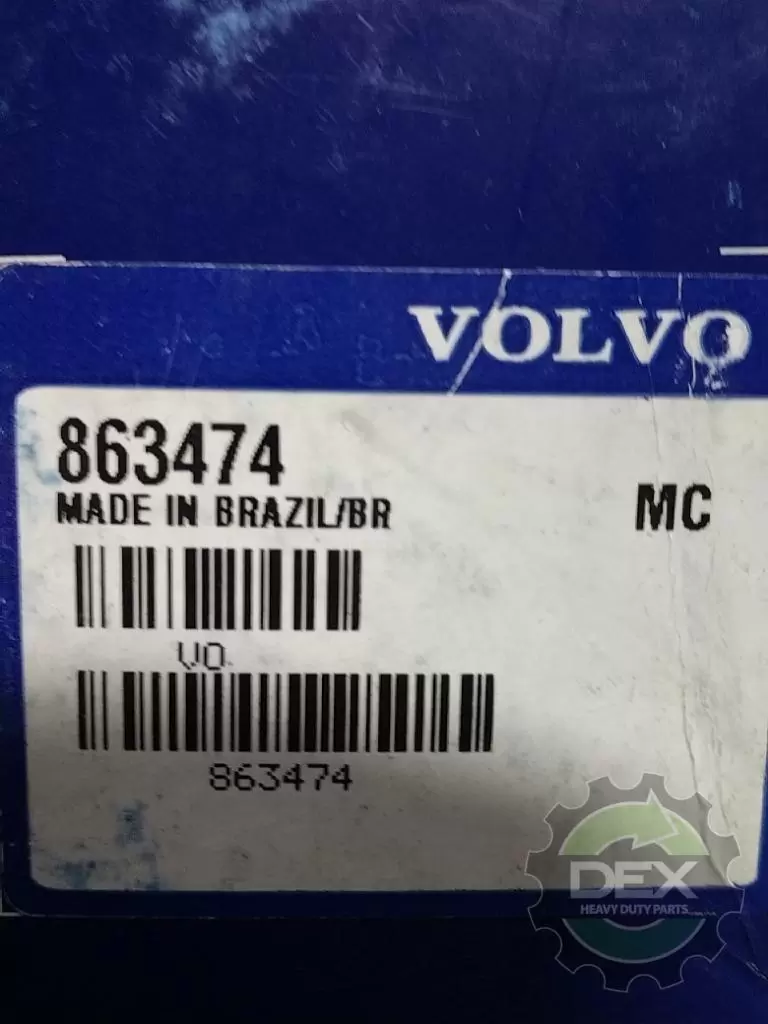 VOLVO
863474
MADE IN BRAZIL/BR
MC
VO
863474
DEX
HEAVY DUTY PARTS